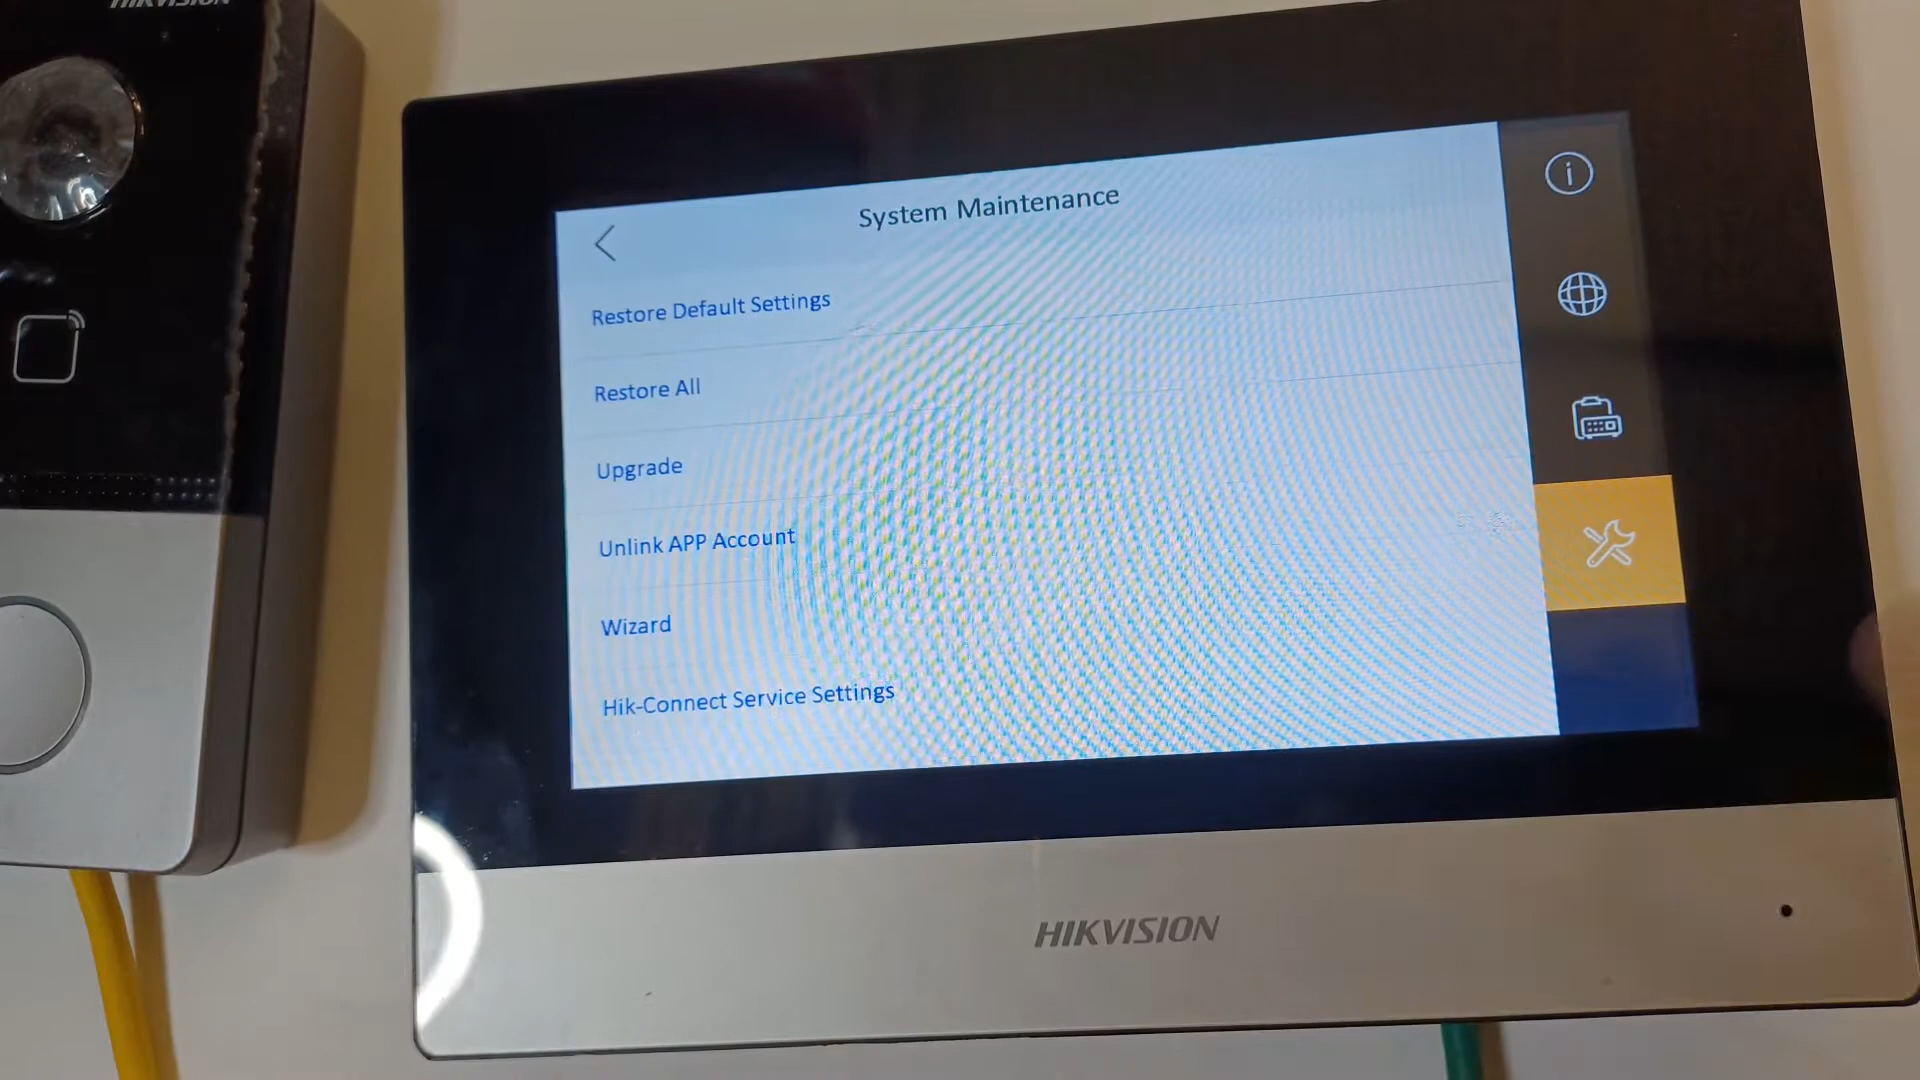 HIKVISION
System Maintenance
Restore Default Settings
Restore All
Upgrade
Unlink APP Account
Wizard
Hik-Connect Service Settings
HIKVISION